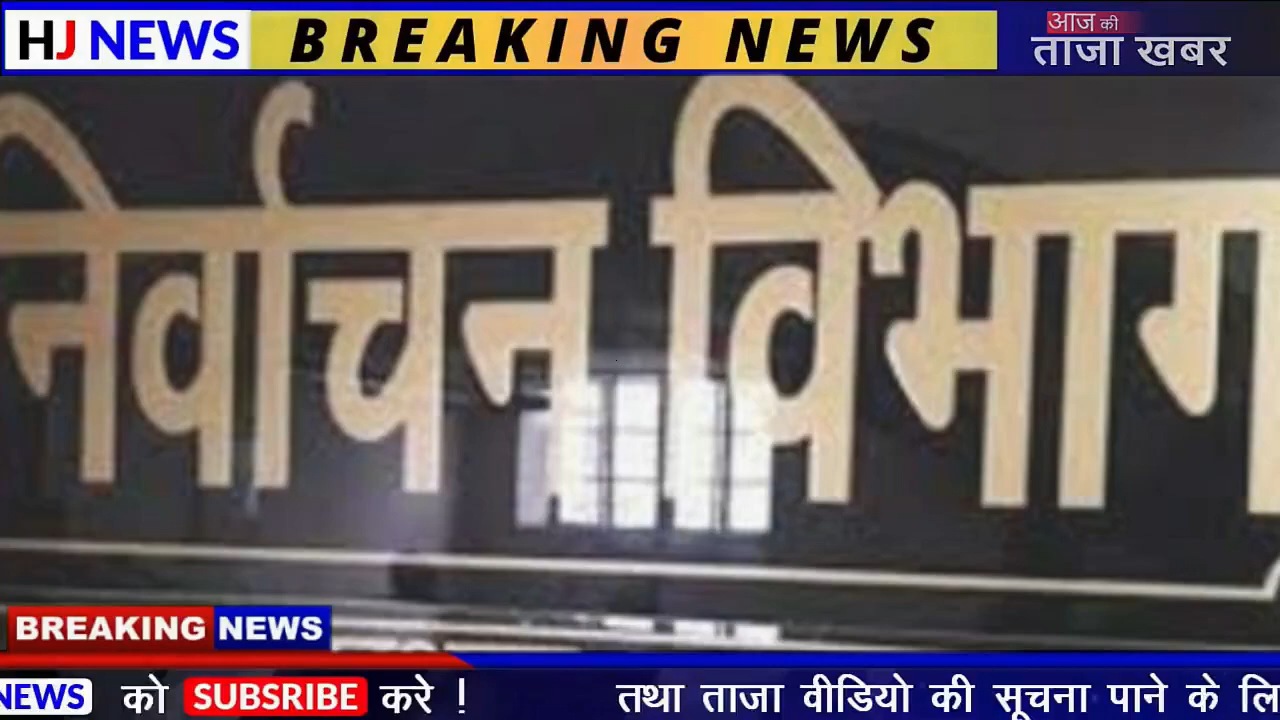 HJ NEWS BREAKING NEWS आज की
ताजा खबर
निर्वाचन विभाग
BREAKING NEWS
NEWS को SUBSRIBE करे ! तथा ताजा वीडियो की सूचना पाने के लि